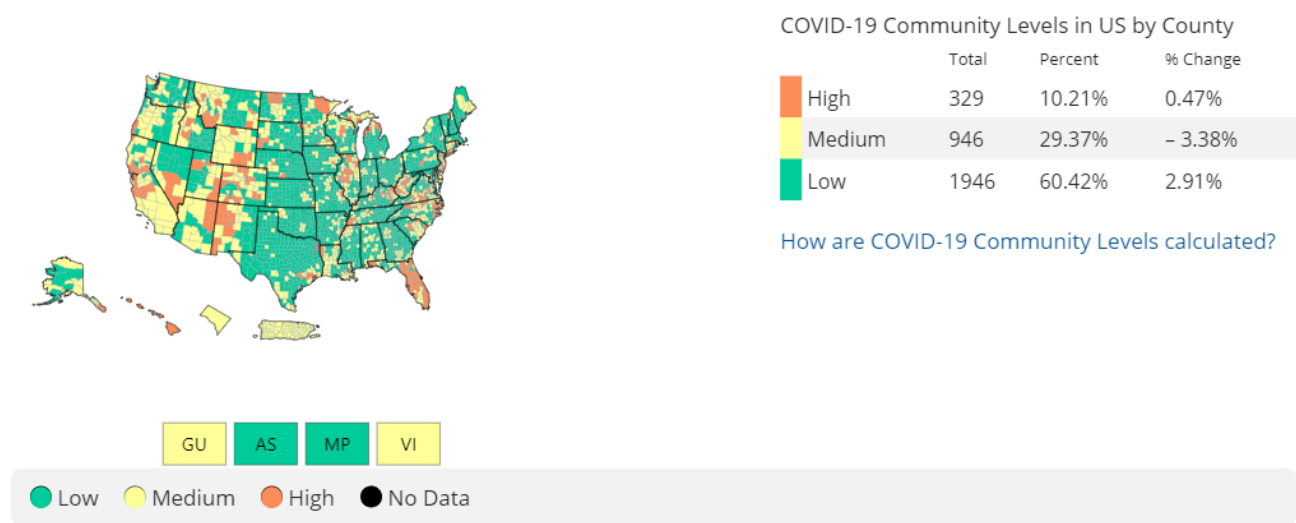 COVID-19 Community Levels in US by County
Total Percent % Change
High 329 10.21% 0.47%
Medium 946 29.37% – 3.38%
Low 1946 60.42% 2.91%
How are COVID-19 Community Levels calculated?
GU AS MP VI
Low Medium High No Data